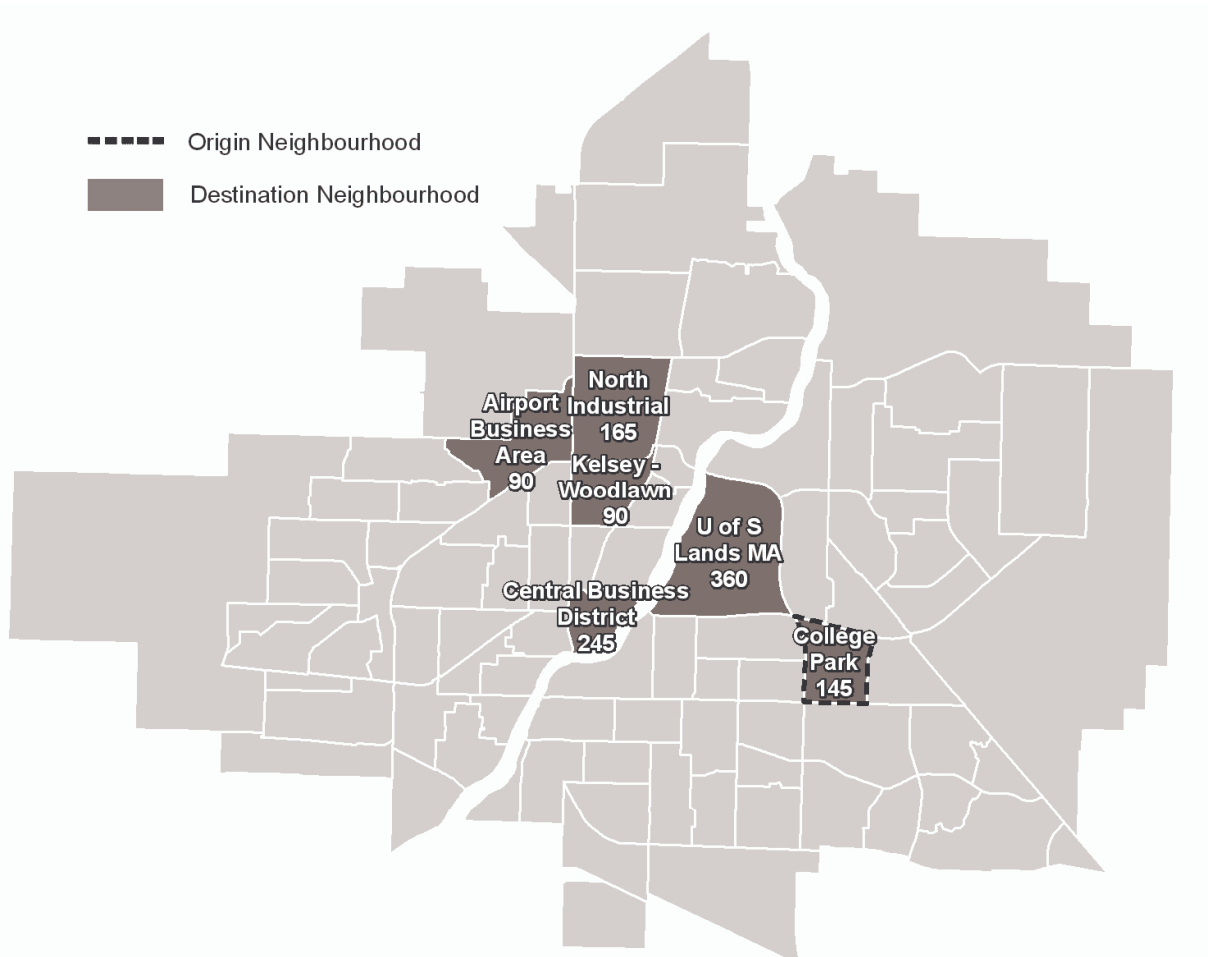 Origin Neighbourhood
Destination Neighbourhood
North
Industrial
165
Airport
Business
Area
90
Kelsey -
Woodlawn
90
U of S
Lands MA
360
Central Business
District
245
College
Park
145